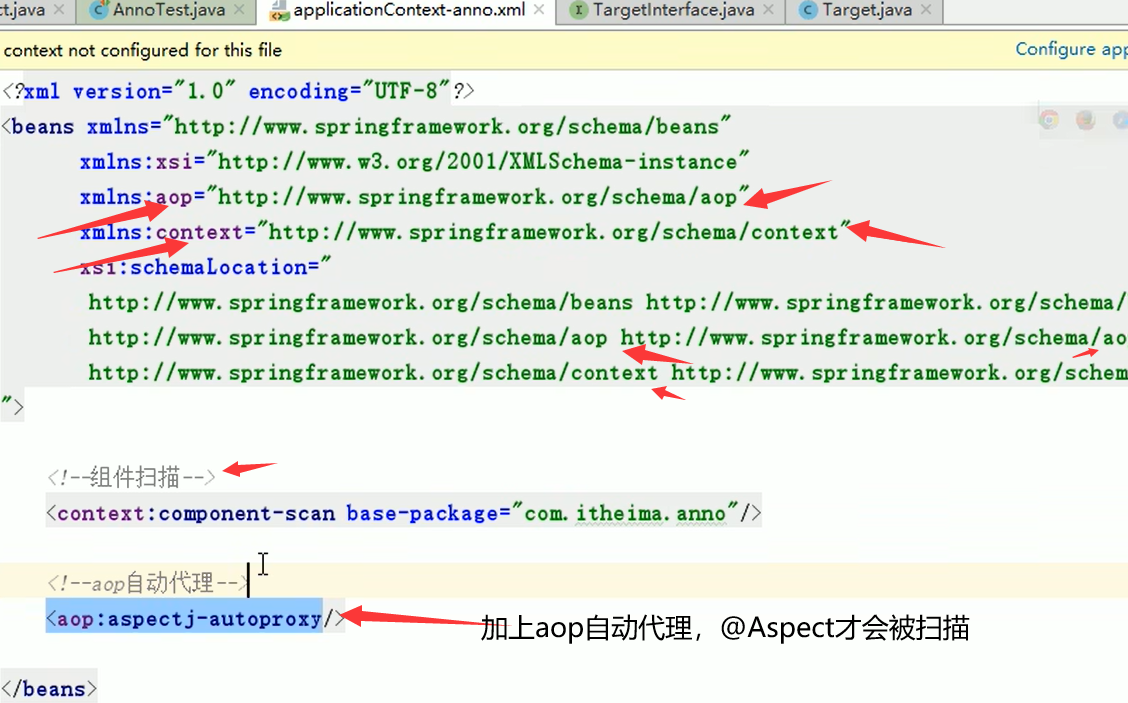 ct.java AnnoTest.java applicationContext-anno.xml TargetInterface.java Target.java
context not configured for this file Configure app
<?xml version="1.0" encoding="UTF-8"?>
<beans xmlns="http://www.springframework.org/schema/beans"
xmlns:xsi="http://www.w3.org/2001/XMLSchema-instance"
xmlns:aop="http://www.springframework.org/schema/aop"
xmlns:context="http://www.springframework.org/schema/context"
xsi:schemaLocation="
http://www.springframework.org/schema/beans http://www.springframework.org/schema/
http://www.springframework.org/schema/aop http://www.springframework.org/schema/ao
http://www.springframework.org/schema/context http://www.springframework.org/schem
">
<!--组件扫描-->
<context:component-scan base-package="com.itheima.anno"/>
<!--aop自动代理-->
<aop:aspectj-autoproxy/>
加上aop自动代理，@Aspect才会被扫描
</beans>